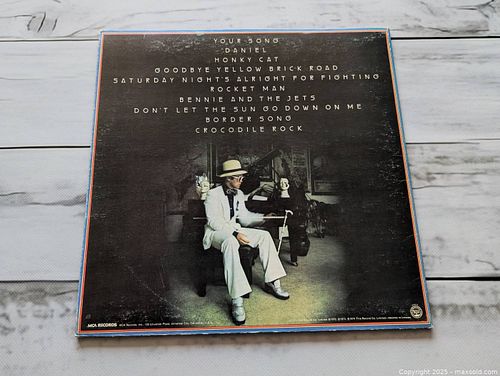 YOUR SONG
DANIEL
HONKY CAT
GOODBYE YELLOW BRICK ROAD
SATURDAY NIGHT'S ALRIGHT FOR FIGHTING
ROCKET MAN
BENNIE AND THE JETS
DON'T LET THE SUN GO DOWN ON ME
BORDER SONG
CROCODILE ROCK
MCA RECORDS
Copyright 2025 - maxsold.com